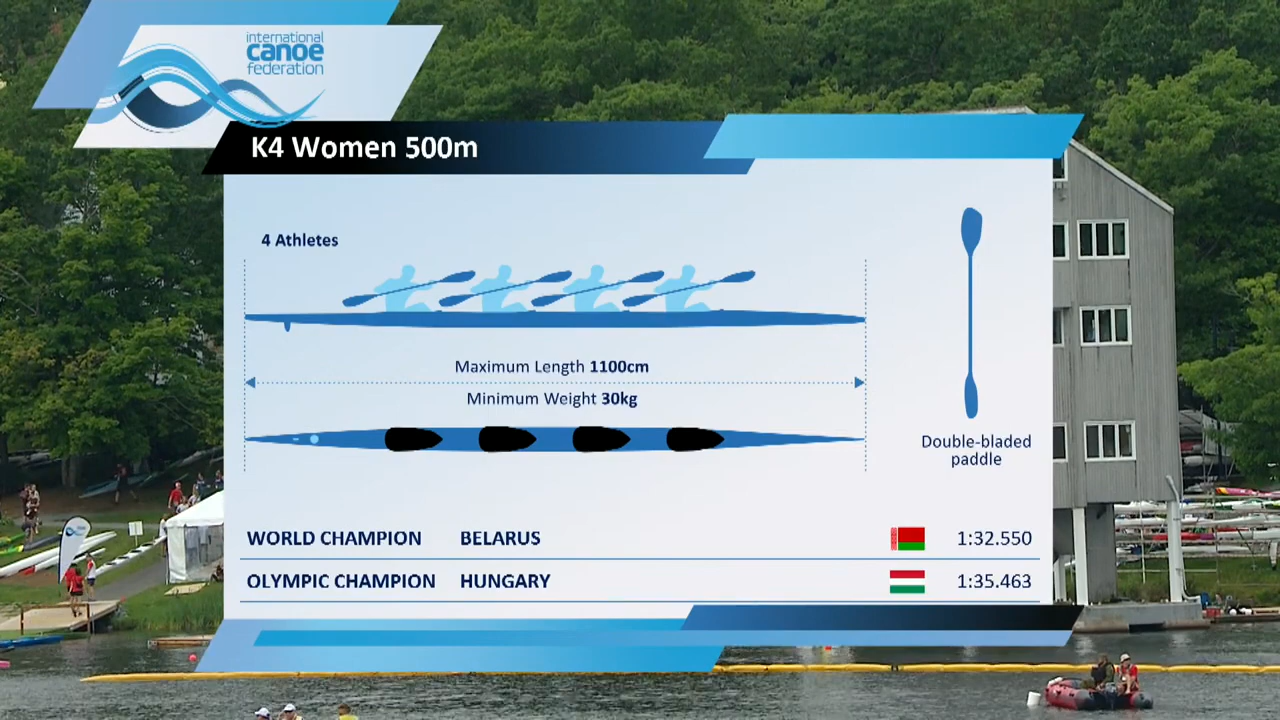 international
canoe
federation
K4 Women 500m
4 Athletes
Maximum Length 1100cm
Minimum Weight 30kg
Double-bladed
paddle
WORLD CHAMPION BELARUS 1:32.550
OLYMPIC CHAMPION HUNGARY 1:35.463